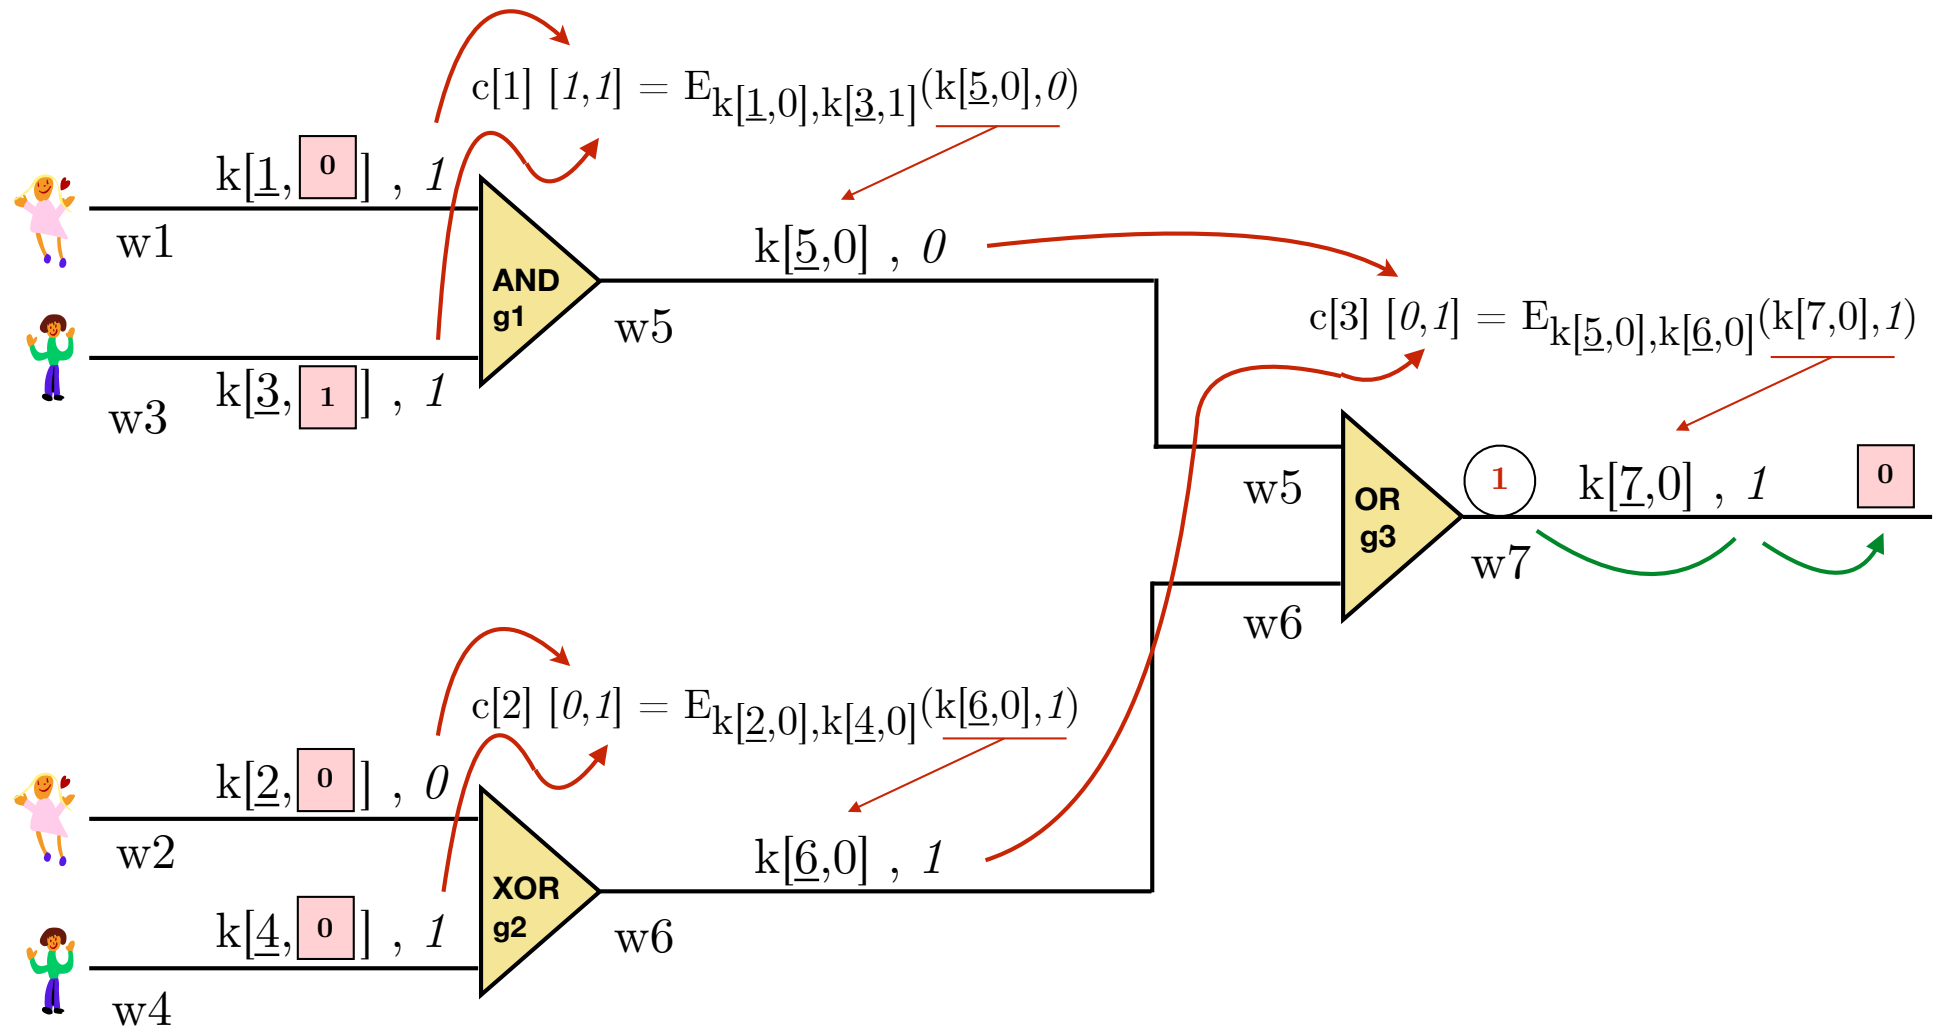 c[1] [1,1] = E k[1,0],k[3,1] (k[5,0],0)
k[1, 0 ] , 1
w1
AND
g1
k[5,0] , 0
w5
k[3, 1 ] , 1
w3
c[3] [0,1] = E k[5,0],k[6,0] (k[7,0],1)
w5
OR
g3
1
k[7,0] , 1
0
w7
w6
c[2] [0,1] = E k[2,0],k[4,0] (k[6,0],1)
k[2, 0 ] , 0
w2
XOR
g2
k[6,0] , 1
w6
k[4, 0 ] , 1
w4